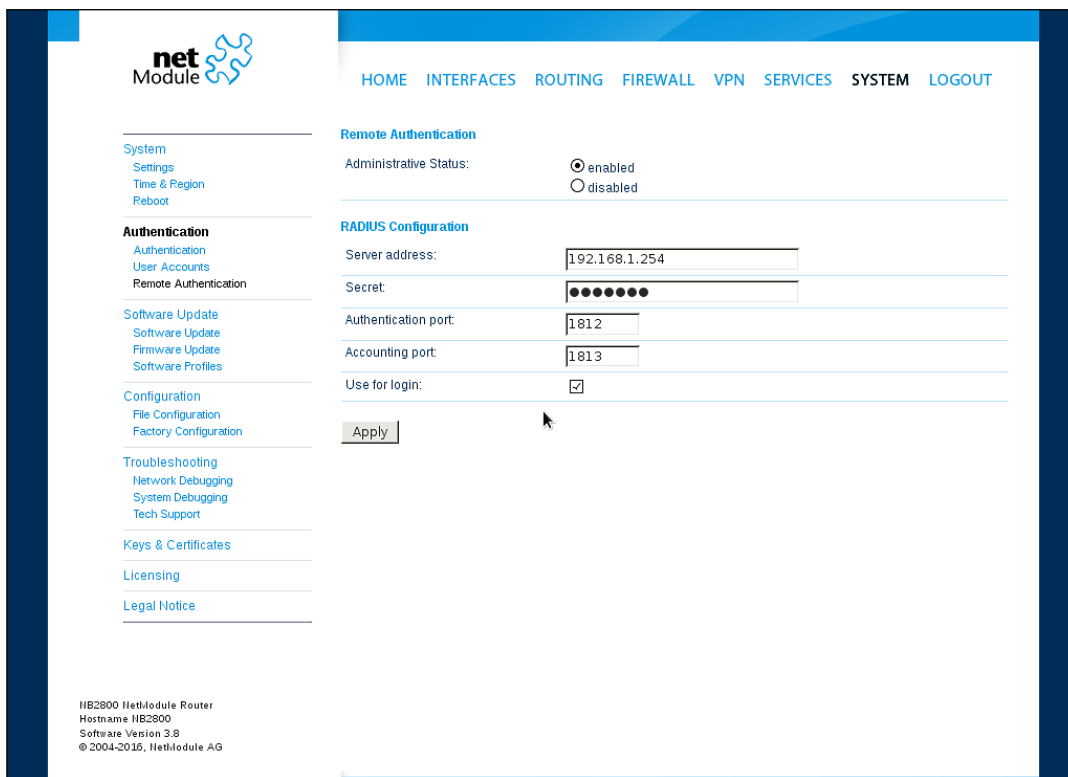 net
Module
HOME INTERFACES ROUTING FIREWALL VPN SERVICES SYSTEM LOGOUT
System
Settings
Time & Region
Reboot
Authentication
Authentication
User Accounts
Remote Authentication
Software Update
Software Update
Firmware Update
Software Profiles
Configuration
File Configuration
Factory Configuration
Troubleshooting
Network Debugging
System Debugging
Tech Support
Keys & Certificates
Licensing
Legal Notice
Remote Authentication
Administrative Status:
enabled
disabled
RADIUS Configuration
Server address: 192.168.1.254
Secret: ●●●●●●●
Authentication port: 1812
Accounting port: 1813
Use for login:
Apply
NB2800 NetModule Router
Hostname NB2800
Software Version 3.8
© 2004-2016, NetModule AG